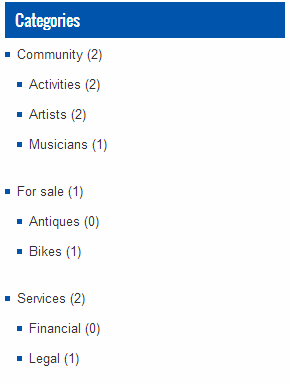 Categories
Community (2)
Activities (2)
Artists (2)
Musicians (1)
For sale (1)
Antiques (0)
Bikes (1)
Services (2)
Financial (0)
Legal (1)